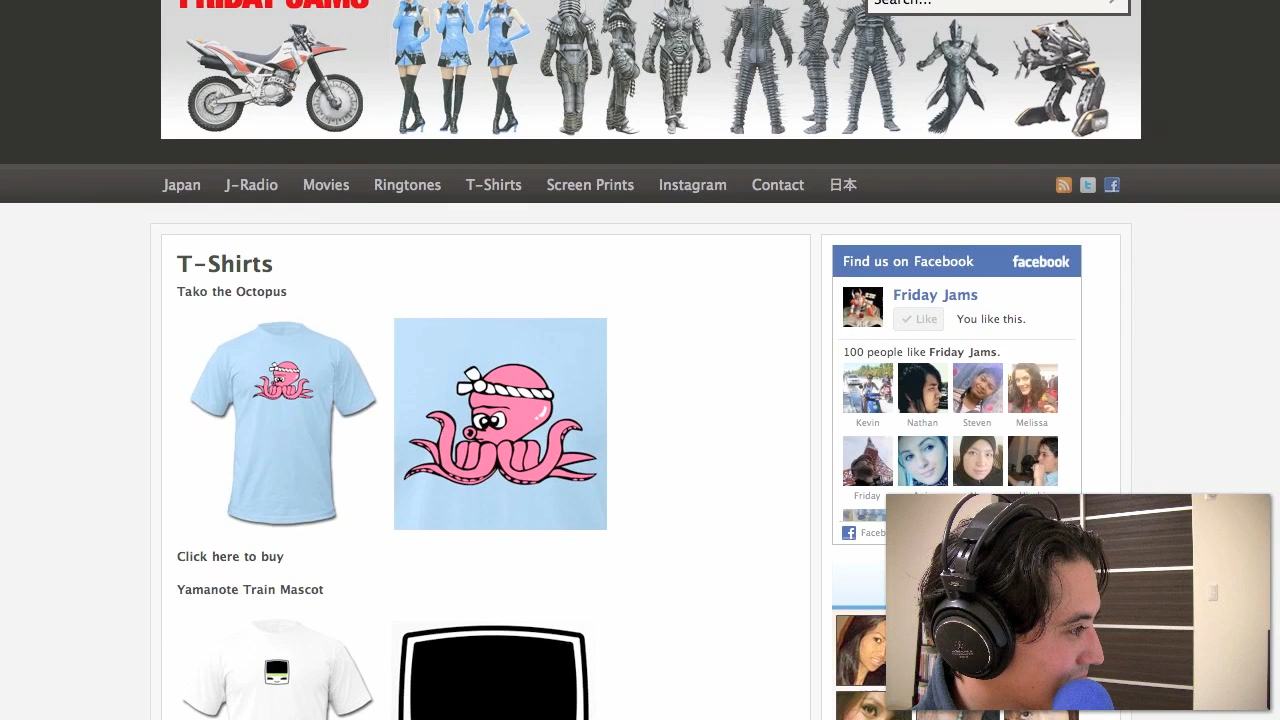 FRIDAY JAMS
Search...
Japan J-Radio Movies Ringtones T-Shirts Screen Prints Instagram Contact 日本
T-Shirts
Tako the Octopus
Click here to buy
Yamanote Train Mascot
Find us on Facebook facebook
Friday Jams
Like You like this.
100 people like Friday Jams.
Kevin Nathan Steven Melissa
Friday